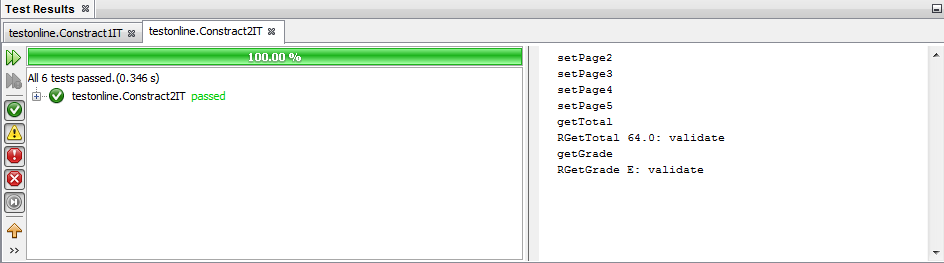 Test Results
testonline.Constract1IT
testonline.Constract2IT
100.00 %
All 6 tests passed.(0.346 s)
testonline.Constract2IT passed
setPage2
setPage3
setPage4
setPage5
getTotal
RGetTotal 64.0: validate
getGrade
RGetGrade E: validate